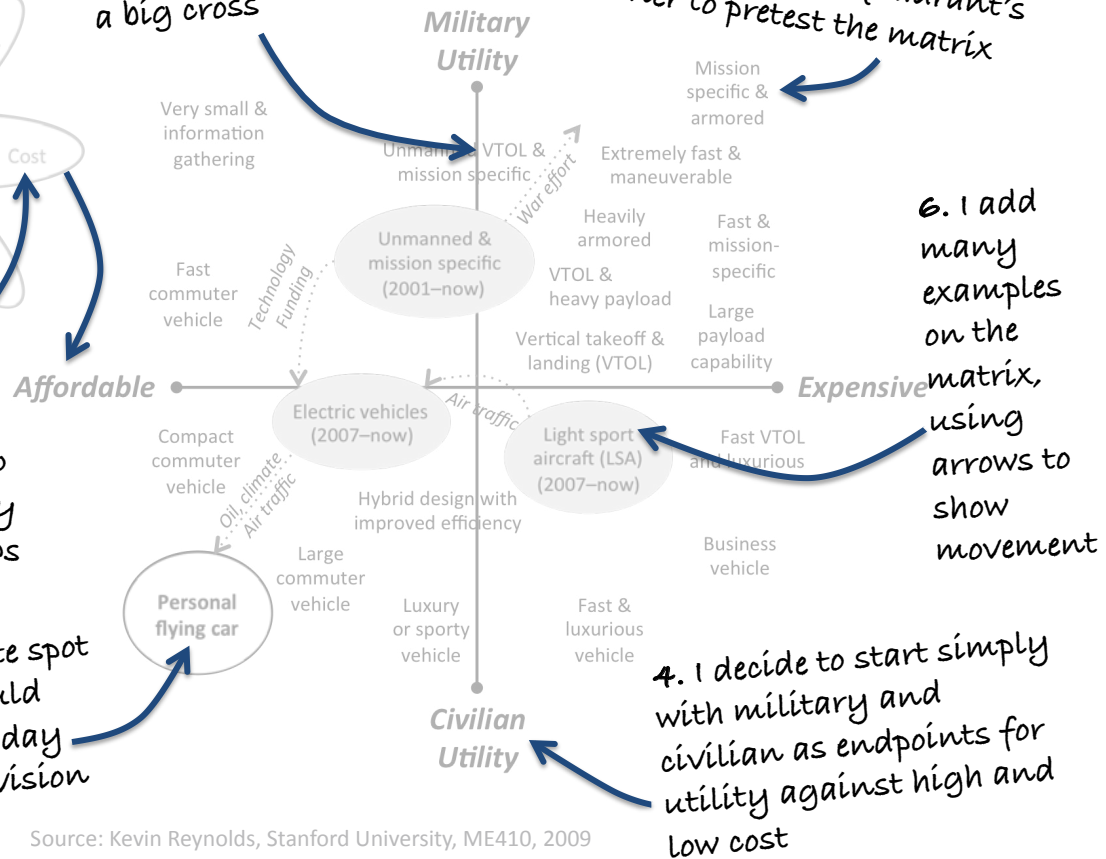 a big cross
to pretest the matrix
Military
Utility
Mission
specific &
armored
Very small &
information
gathering
Cost
VTOL &
mission specific
War effort
Extremely fast &
maneuverable
Unmanned &
mission specific
(2001–now)
Heavily
armored
Fast &
mission-
specific
Technology
Funding
Fast
commuter
vehicle
VTOL &
heavy payload
Large
payload
capability
Vertical takeoff &
landing (VTOL)
6. I add
many
examples
on the
matrix,
using
arrows to
show
movement
Affordable
Expensive
Electric vehicles
(2007–now)
Air traffic
Light sport
aircraft (LSA)
(2007–now)
Fast VTOL
and luxurious
Compact
commuter
vehicle
Oil, climate
Air traffic
Hybrid design with
improved efficiency
Large
commuter
vehicle
Business
vehicle
Personal
flying car
Luxury
or sporty
vehicle
Fast &
luxurious
vehicle
spot
day
Civilian
Utility
4. I decide to start simply
with military and
civilian as endpoints for
utility against high and
low cost
Source: Kevin Reynolds, Stanford University, ME410, 2009